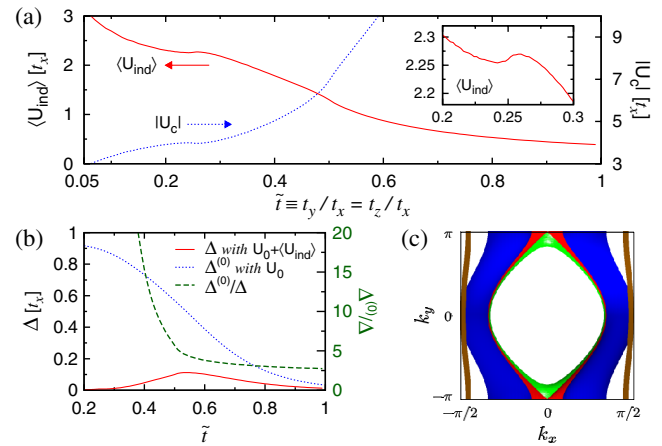 (a)
3
2
1
0
⟨U_ind⟩ [t_x]
⟨U_ind⟩
|U_c|
2.3
2.25
2.2
⟨U_ind⟩
0.2 0.25 0.3
9
7
5
3
|U_c| [t_x]
0.05 0.2 0.4 0.6 0.8 1
t̃ ≡ t_y / t_x = t_z / t_x
(b)
1
0.8
0.6
0.4
0.2
0
Δ [t_x]
Δ with U_0+⟨U_ind⟩
Δ^(0) with U_0
Δ^(0)/Δ
20
15
10
5
0
Δ^(0)/Δ
0.2 0.4 0.6 0.8 1
t̃
(c)
π
0
−π
k_y
−π/2 0 π/2
k_x